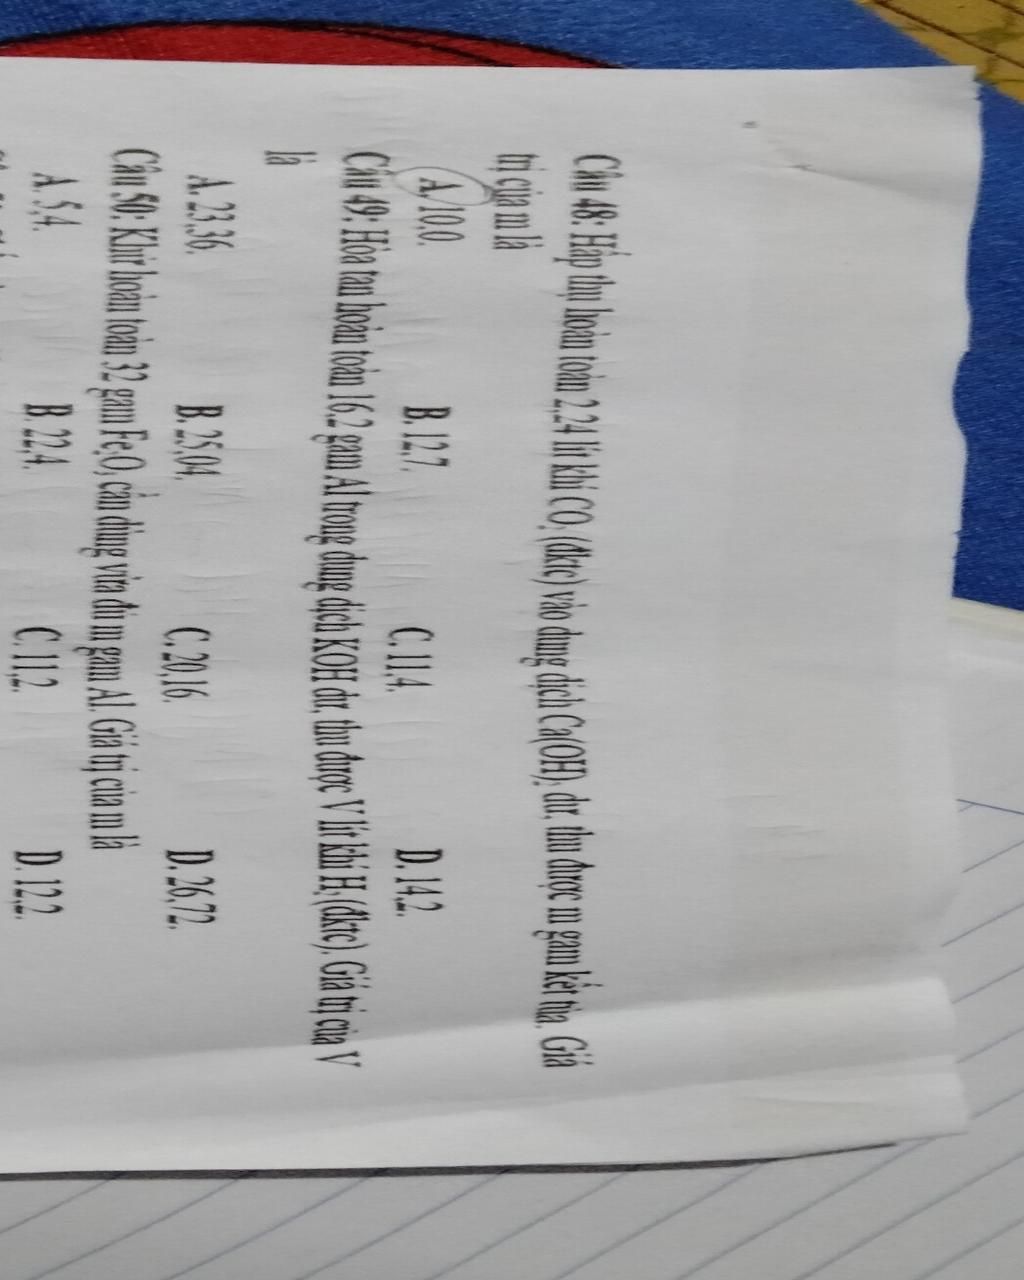 Câu 48: Hấp thụ hoàn toàn 2,24 lít khí CO₂ (đktc) vào dung dịch Ca(OH)₂ dư, thu được m gam kết tủa. Giá
trị của m là
A. 10,0. B. 12,7. C. 11,4. D. 14,2.
Câu 49: Hòa tan hoàn toàn 16,2 gam Al trong dung dịch KOH dư, thu được V lít khí H₂ (đktc). Giá trị của V
là
A. 23,36. B. 25,04. C. 20,16. D. 26,72.
Câu 50: Khử hoàn toàn 32 gam Fe₂O₃ cần dùng vừa đủ m gam Al. Giá trị của m là
A. 5,4. B. 22,4. C. 11,2. D. 12,2.